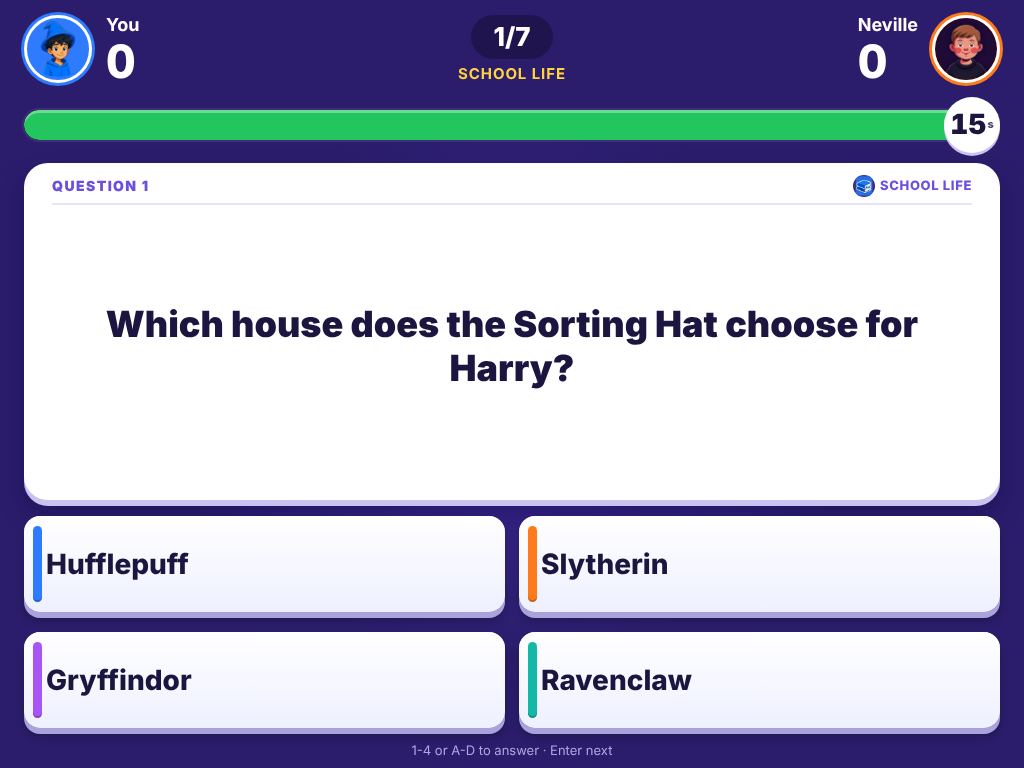 You
0
1/7
SCHOOL LIFE
Neville
0
15s
QUESTION 1
SCHOOL LIFE
Which house does the Sorting Hat choose for
Harry?
Hufflepuff
Slytherin
Gryffindor
Ravenclaw
1-4 or A-D to answer · Enter next